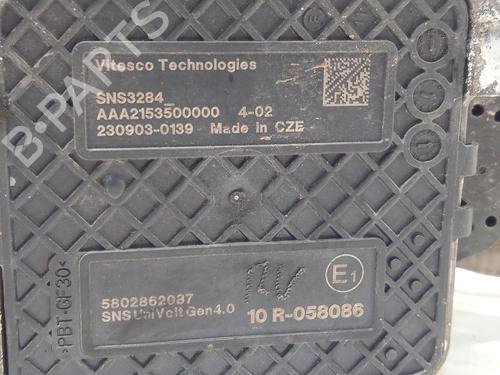 B-PARTS
Vitesco Technologies
SNS3284_
AAA2153500000 4-02
230903-0139 Made in CZE
>PBT-GF30<
5802862087
SNS UniVolt Gen4.0
E1
10 R-058086